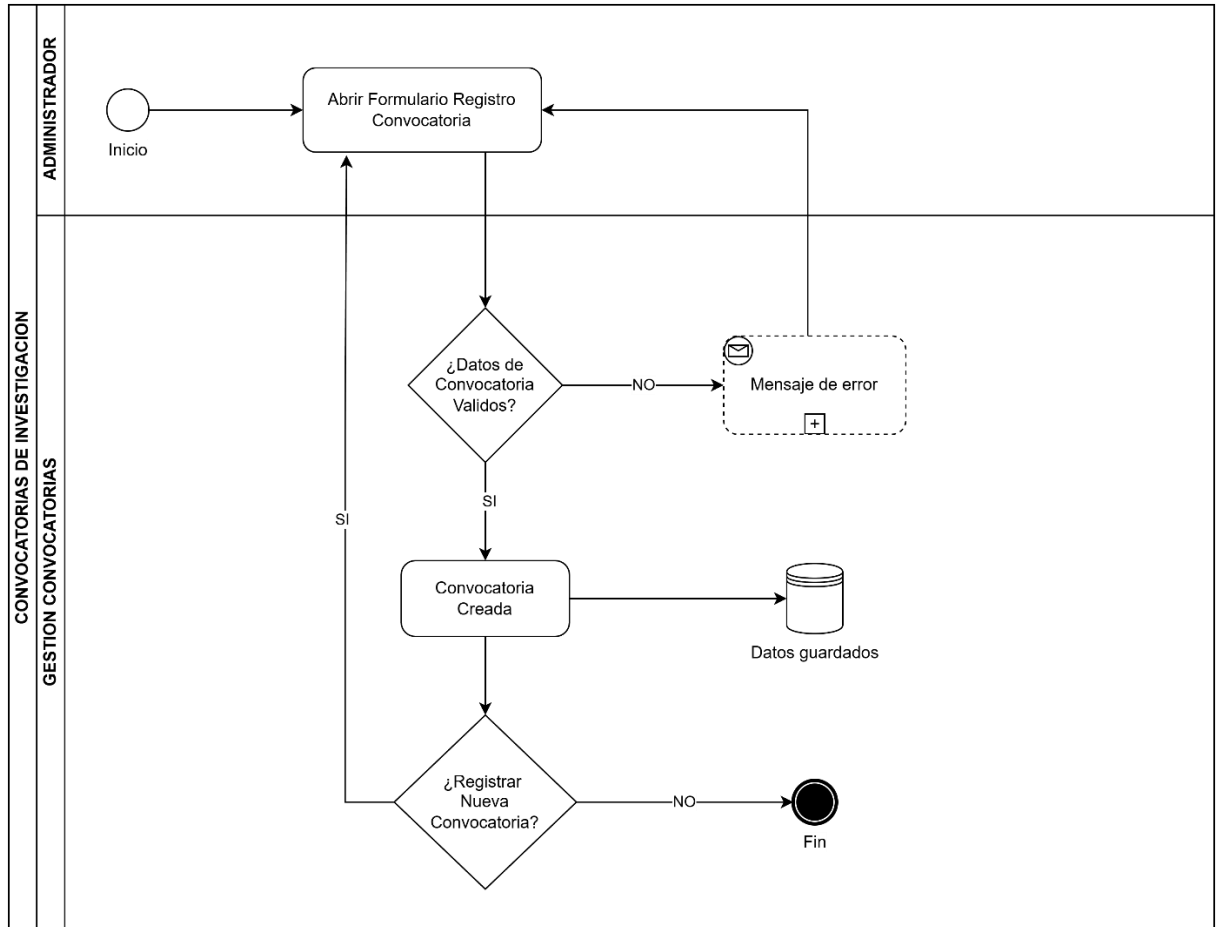 CONVOCATORIAS DE INVESTIGACION
ADMINISTRADOR
Inicio
Abrir Formulario Registro
Convocatoria
GESTION CONVOCATORIAS
¿Datos de
Convocatoria
Validos?
NO
Mensaje de error
SI
SI
Convocatoria
Creada
Datos guardados
¿Registrar
Nueva
Convocatoria?
NO
Fin